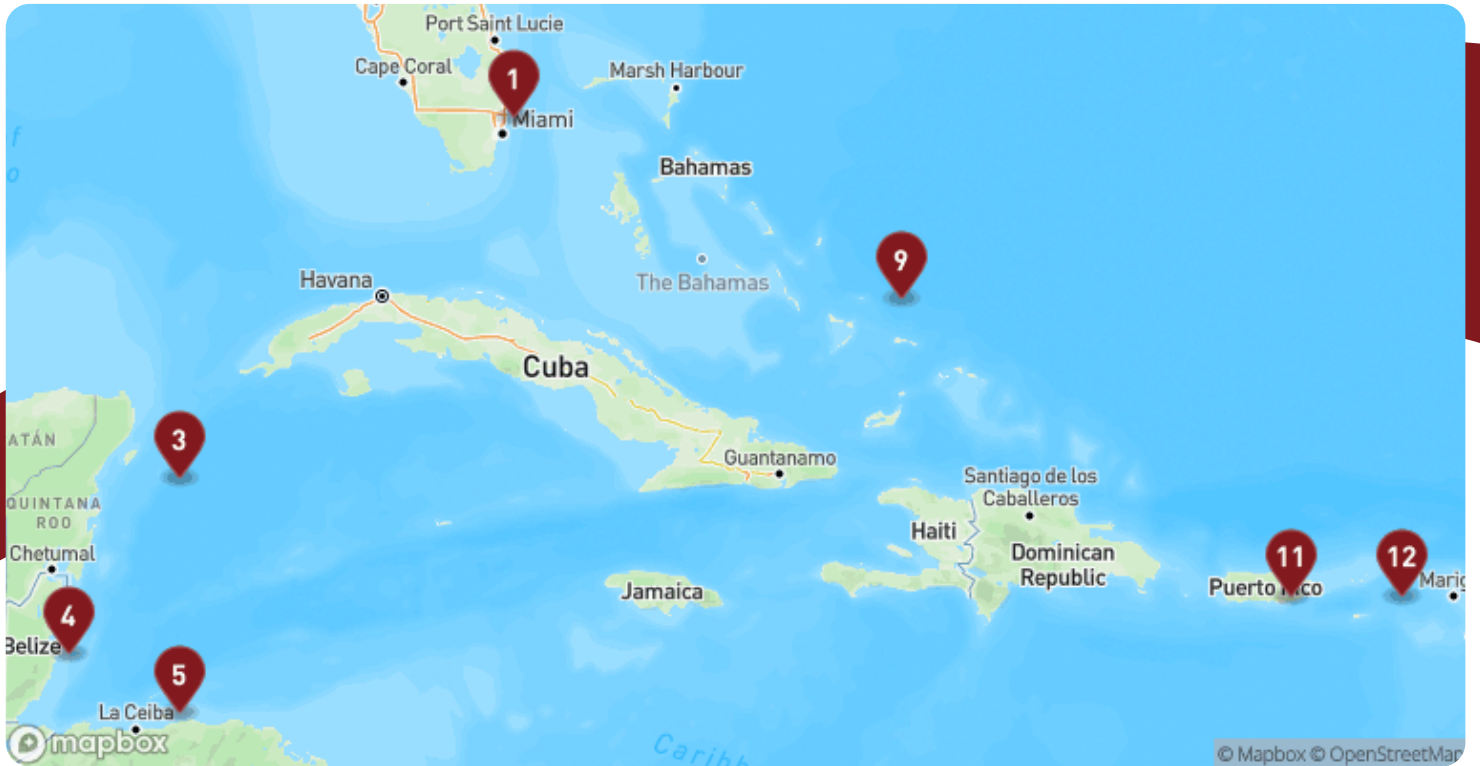 Port Saint Lucie
Cape Coral
1
Marsh Harbour
Miami
f
o
Bahamas
9
The Bahamas
Havana
Cuba
3
ATÁN
QUINTANA
ROO
Guantanamo
Santiago de los
Caballeros
Haiti
Dominican
Republic
Chetumal
Jamaica
11
12
Puerto
4
Belize
5
La Ceiba
mapbox
© Mapbox © OpenStreetMap